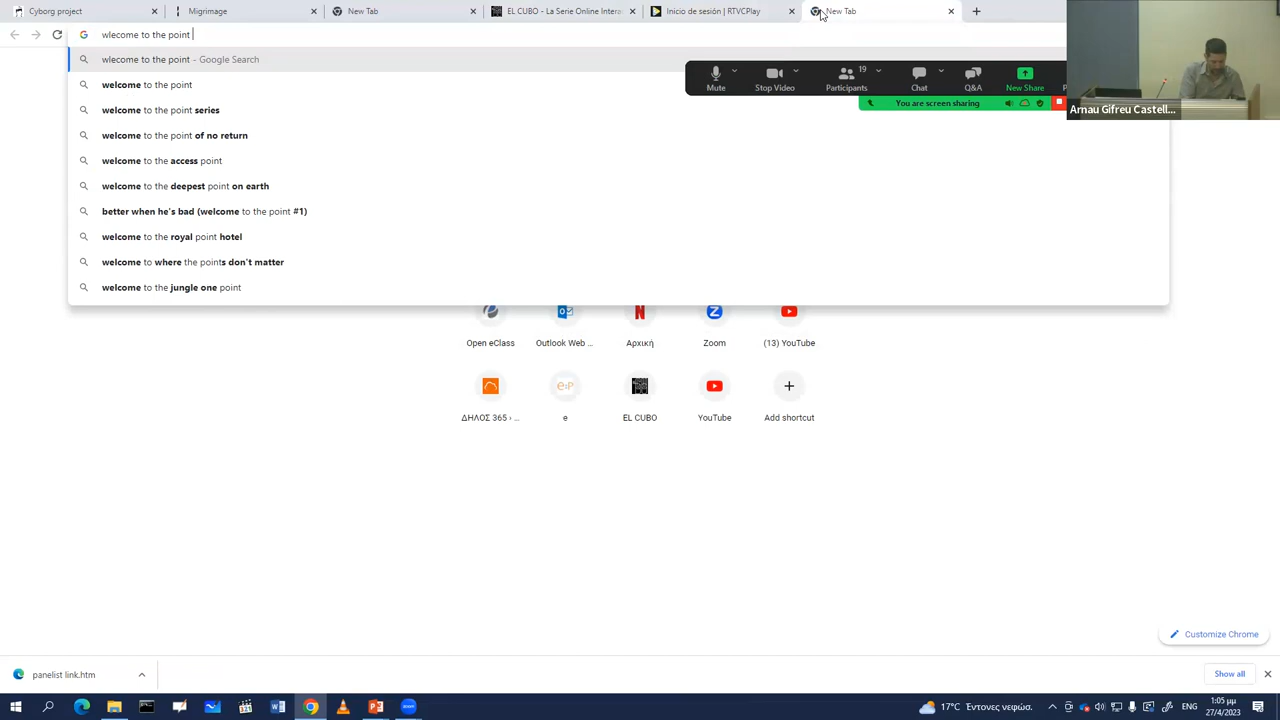 Cyborg project
Migrimage
New Tab
EL CUBO - La Serie Online Intera
Inicio de sesión | RTVCPlay
New Tab
wlecome to the point
wlecome to the point - Google Search
welcome to the point
welcome to the point series
welcome to the point of no return
welcome to the access point
welcome to the deepest point on earth
better when he's bad (welcome to the point #1)
welcome to the royal point hotel
welcome to where the points don't matter
welcome to the jungle one point
Mute
Stop Video
19
Participants
Chat
Q&A
New Share
You are screen sharing
Arnau Gifreu Castell...
Open eClass
Outlook Web ...
Αρχική
Zoom
(13) YouTube
ΔΗΛΟΣ 365 › ...
e
EL CUBO
YouTube
Add shortcut
Customize Chrome
panelist link.htm
Show all
17°C Έντονες νεφώσ.
1:05 μμ
27/4/2023